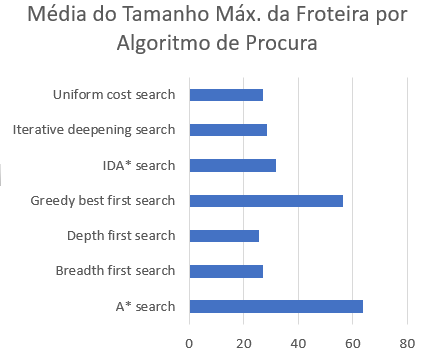 Média do Tamanho Máx. da Froteira por
Algoritmo de Procura
Uniform cost search
Iterative deepening search
IDA* search
Greedy best first search
Depth first search
Breadth first search
A* search
0 20 40 60 80